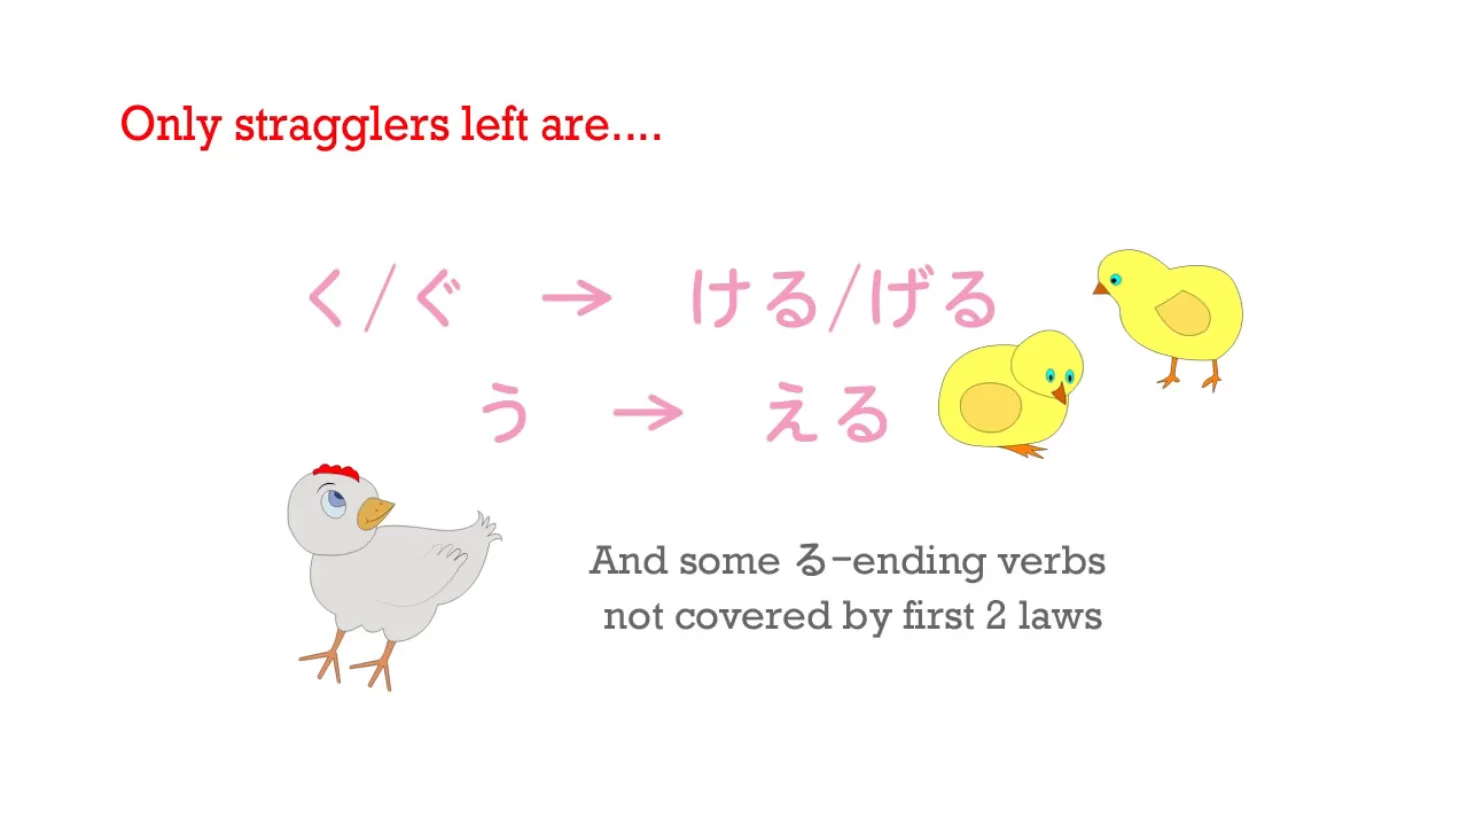 Only stragglers left are....
く/ぐ → ける/げる
う → える
And some る-ending verbs
not covered by first 2 laws